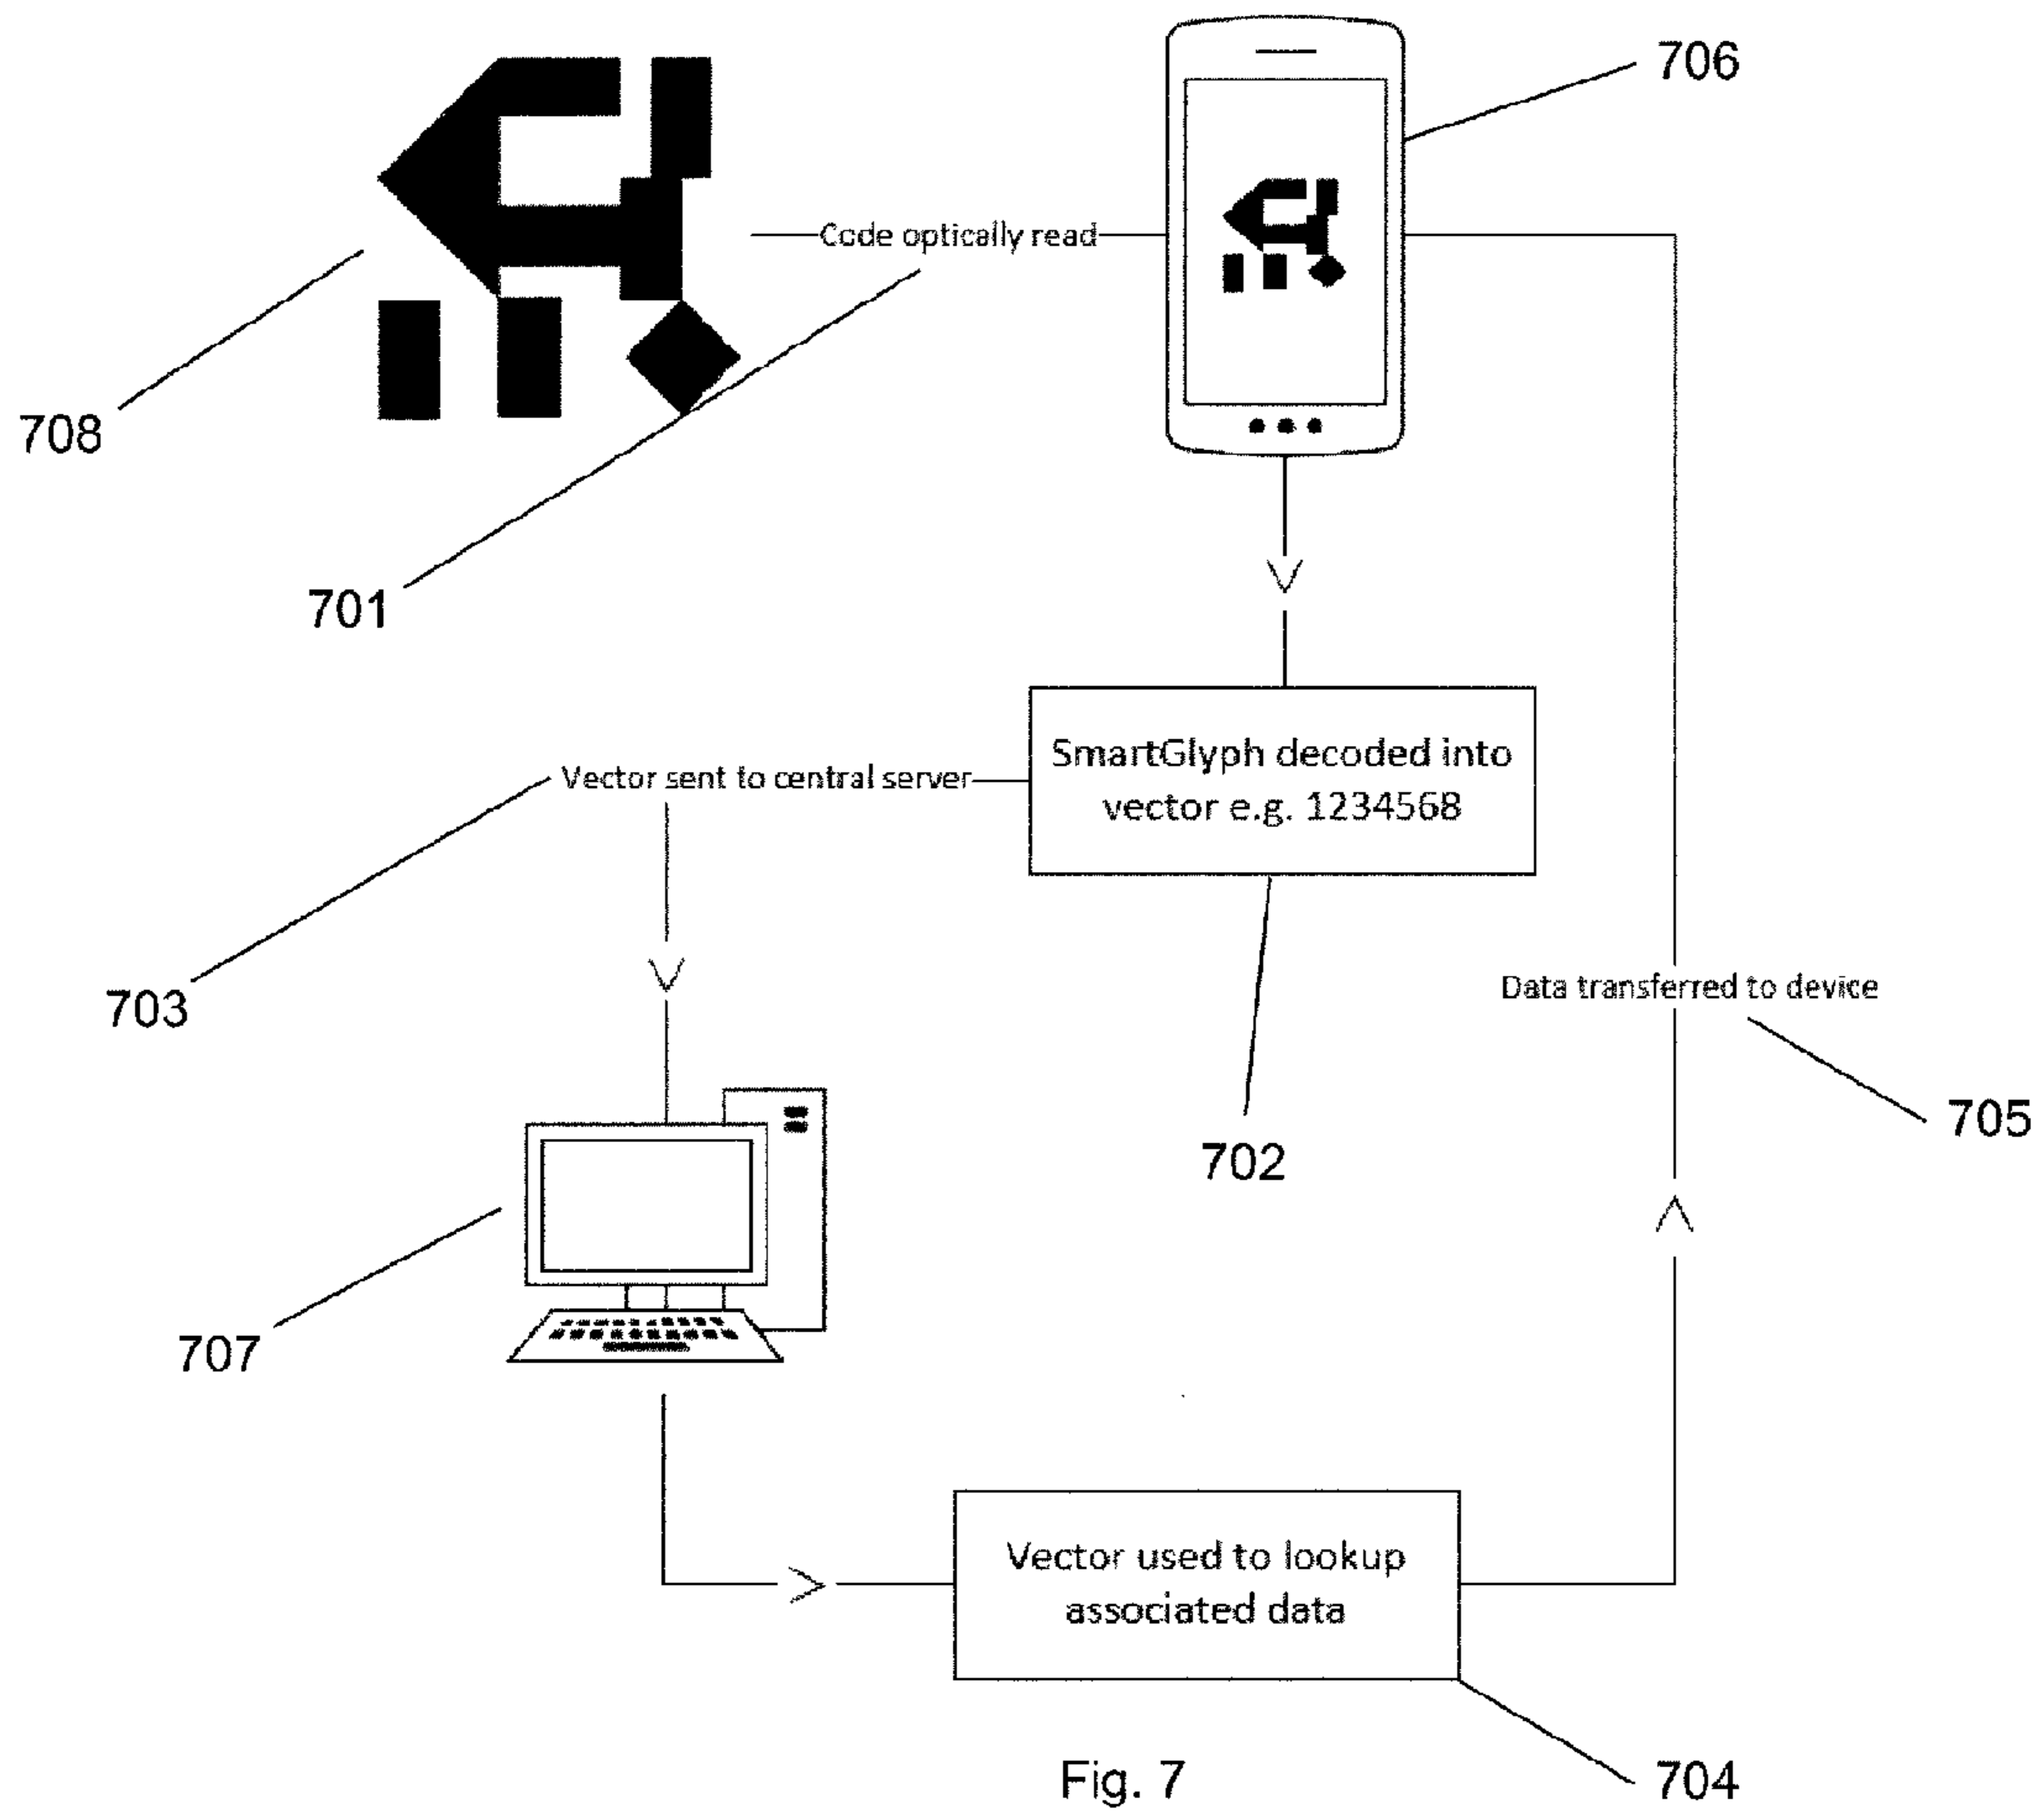 706
Code optically read
708
701
SmartGlyph decoded into
vector e.g. 1234568
Vector sent to central server
703
Data transferred to device
705
702
707
Vector used to lookup
associated data
704
Fig. 7